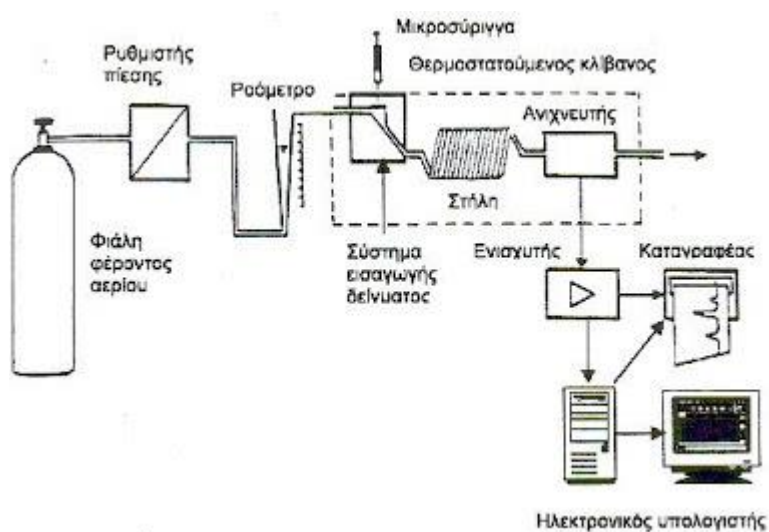 Μικροσύριγγα
Ρυθμιστής
πίεσης
Θερμοστατούμενος κλίβανος
Ροόμετρο
Ανιχνευτής
Στήλη
Φιάλη
φέροντος
αερίου
Σύστημα
εισαγωγής
δείγματος
Ενισχυτής
Καταγραφέας
Ηλεκτρονικός υπολογιστής